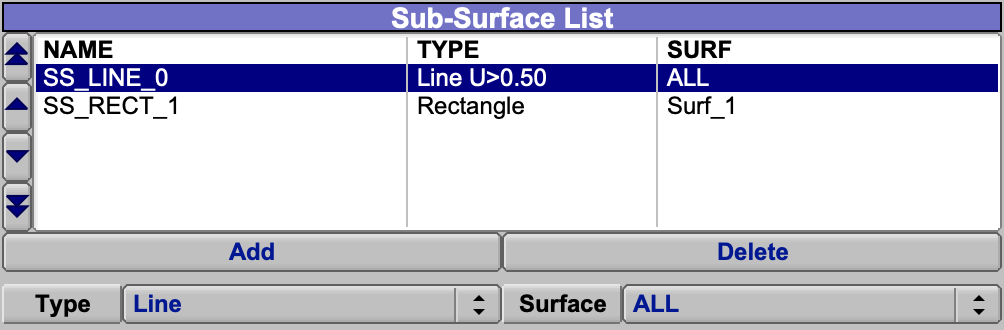 Sub-Surface List
NAME TYPE SURF
SS_LINE_0 Line U>0.50 ALL
SS_RECT_1 Rectangle Surf_1
Add Delete
Type Line Surface ALL